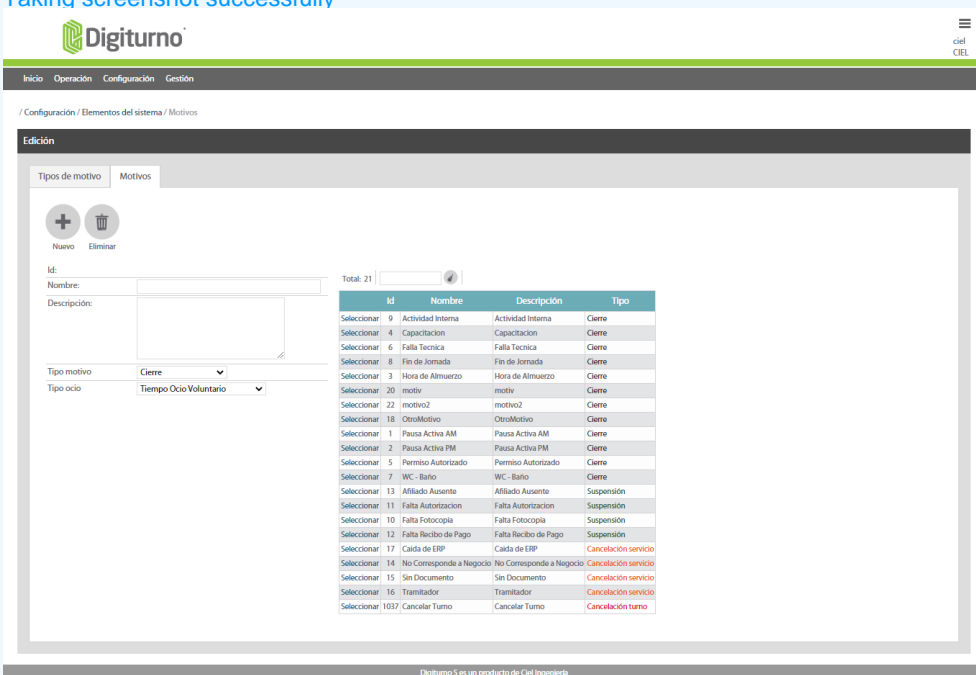 Taking screenshot successfully
Digiturno
ciel
CIEL
Inicio Operación Configuración Gestión
/ Configuración / Elementos del sistema / Motivos
Edición
Tipos de motivo Motivos
Nuevo Eliminar
Id:
Nombre:
Descripción:
Tipo motivo Cierre
Tipo ocio Tiempo Ocio Voluntario
Total: 21
Id Nombre Descripción Tipo
Seleccionar 9 Actividad Interna Actividad Interna Cierre
Seleccionar 4 Capacitacion Capacitacion Cierre
Seleccionar 6 Falla Tecnica Falla Tecnica Cierre
Seleccionar 8 Fin de Jornada Fin de Jornada Cierre
Seleccionar 3 Hora de Almuerzo Hora de Almuerzo Cierre
Seleccionar 20 motiv motiv Cierre
Seleccionar 22 motivo2 motivo2 Cierre
Seleccionar 18 OtroMotivo OtroMotivo Cierre
Seleccionar 1 Pausa Activa AM Pausa Activa AM Cierre
Seleccionar 2 Pausa Activa PM Pausa Activa PM Cierre
Seleccionar 5 Permiso Autorizado Permiso Autorizado Cierre
Seleccionar 7 WC - Baño WC - Baño Cierre
Seleccionar 13 Afiliado Ausente Afiliado Ausente Suspensión
Seleccionar 11 Falta Autorizacion Falta Autorizacion Suspensión
Seleccionar 10 Falta Fotocopia Falta Fotocopia Suspensión
Seleccionar 12 Falta Recibo de Pago Falta Recibo de Pago Suspensión
Seleccionar 17 Caida de ERP Caida de ERP Cancelación servicio
Seleccionar 14 No Corresponde a Negocio No Corresponde a Negocio Cancelación servicio
Seleccionar 15 Sin Documento Sin Documento Cancelación servicio
Seleccionar 16 Tramitador Tramitador Cancelación servicio
Seleccionar 1037 Cancelar Turno Cancelar Turno Cancelación turno
Digiturno 5 es un producto de Ciel Ingeniería